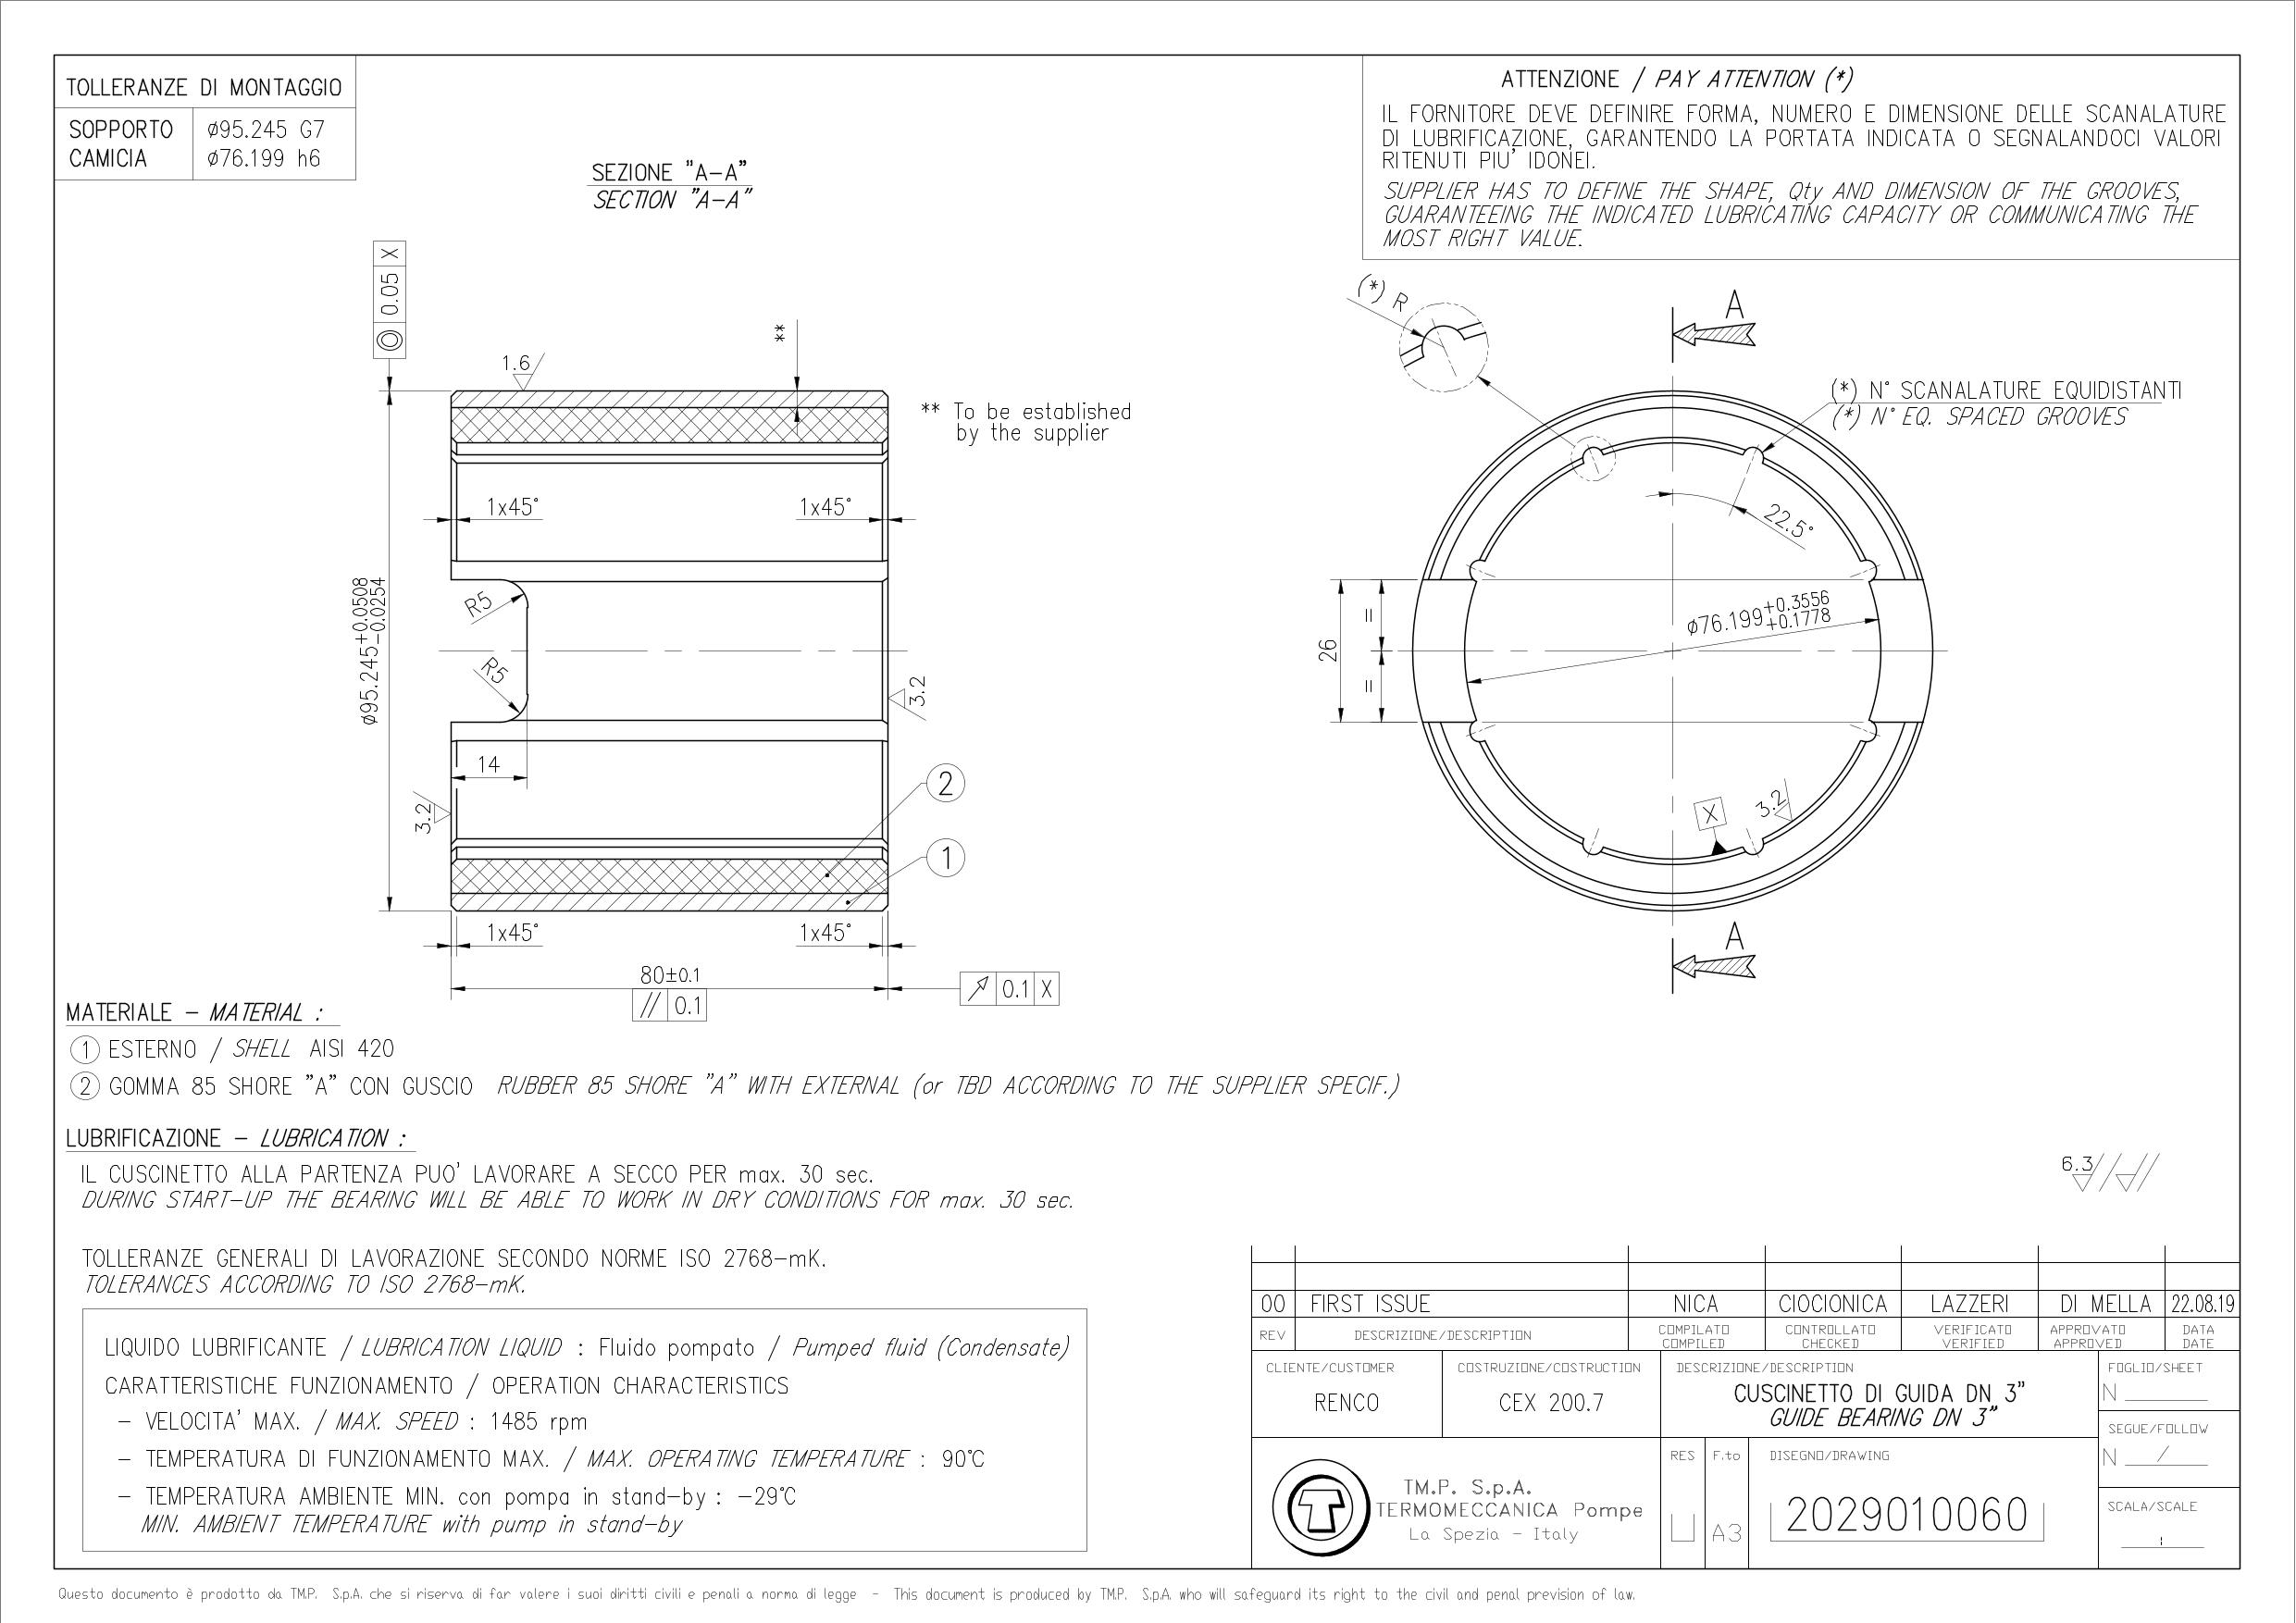 TOLLERANZE DI MONTAGGIO
SOPPORTO ø95.245 G7
CAMICIA ø76.199 h6
SEZIONE "A-A"
SECTION "A-A"
ATTENZIONE / PAY ATTENTION (*)
IL FORNITORE DEVE DEFINIRE FORMA, NUMERO E DIMENSIONE DELLE SCANALATURE
DI LUBRIFICAZIONE, GARANTENDO LA PORTATA INDICATA O SEGNALANDOCI VALORI
RITENUTI PIU' IDONEI.
SUPPLIER HAS TO DEFINE THE SHAPE, Qty AND DIMENSION OF THE GROOVES,
GUARANTEEING THE INDICATED LUBRICATING CAPACITY OR COMMUNICATING THE
MOST RIGHT VALUE.
◎ 0.05 X
1.6
**
** To be established
by the supplier
1x45°
1x45°
R5
R5
ø95.245 +0.0508
-0.0254
3.2
14
3.2
2
1
1x45°
1x45°
80±0.1
// 0.1
↗ 0.1 X
(*) R
A
(*) N° SCANALATURE EQUIDISTANTI
(*) N° EQ. SPACED GROOVES
22.5°
ø76.199 +0.3556
+0.1778
26
=
=
X
3.2
A
MATERIALE - MATERIAL :
1 ESTERNO / SHELL AISI 420
2 GOMMA 85 SHORE "A" CON GUSCIO RUBBER 85 SHORE "A" WITH EXTERNAL (or TBD ACCORDING TO THE SUPPLIER SPECIF.)
LUBRIFICAZIONE - LUBRICATION :
IL CUSCINETTO ALLA PARTENZA PUO' LAVORARE A SECCO PER max. 30 sec.
DURING START-UP THE BEARING WILL BE ABLE TO WORK IN DRY CONDITIONS FOR max. 30 sec.
TOLLERANZE GENERALI DI LAVORAZIONE SECONDO NORME ISO 2768-mK.
TOLERANCES ACCORDING TO ISO 2768-mK.
LIQUIDO LUBRIFICANTE / LUBRICATION LIQUID : Fluido pompato / Pumped fluid (Condensate)
CARATTERISTICHE FUNZIONAMENTO / OPERATION CHARACTERISTICS
- VELOCITA' MAX. / MAX. SPEED : 1485 rpm
- TEMPERATURA DI FUNZIONAMENTO MAX. / MAX. OPERATING TEMPERATURE : 90°C
- TEMPERATURA AMBIENTE MIN. con pompa in stand-by : -29°C
MIN. AMBIENT TEMPERATURE with pump in stand-by
6.3
00 FIRST ISSUE NICA CIOCIONICA LAZZERI DI MELLA 22.08.19
REV DESCRIZIONE/DESCRIPTION COMPILATO CONTROLLATO VERIFICATO APPROVATO DATA
COMPILED CHECKED VERIFIED APPROVED DATE
CLIENTE/CUSTOMER COSTRUZIONE/COSTRUCTION DESCRIZIONE/DESCRIPTION FOGLIO/SHEET
RENCO CEX 200.7 CUSCINETTO DI GUIDA DN 3" N
GUIDE BEARING DN 3"
SEGUE/FOLLOW
N /
RES F.to DISEGNO/DRAWING
TM.P. S.p.A.
TERMOMECCANICA Pompe
La Spezia - Italy
U A3 2029010060
SCALA/SCALE
:
Questo documento è prodotto da TM.P. S.p.A. che si riserva di far valere i suoi diritti civili e penali a norma di legge - This document is produced by TM.P. S.p.A. who will safeguard its right to the civil and penal prevision of law.